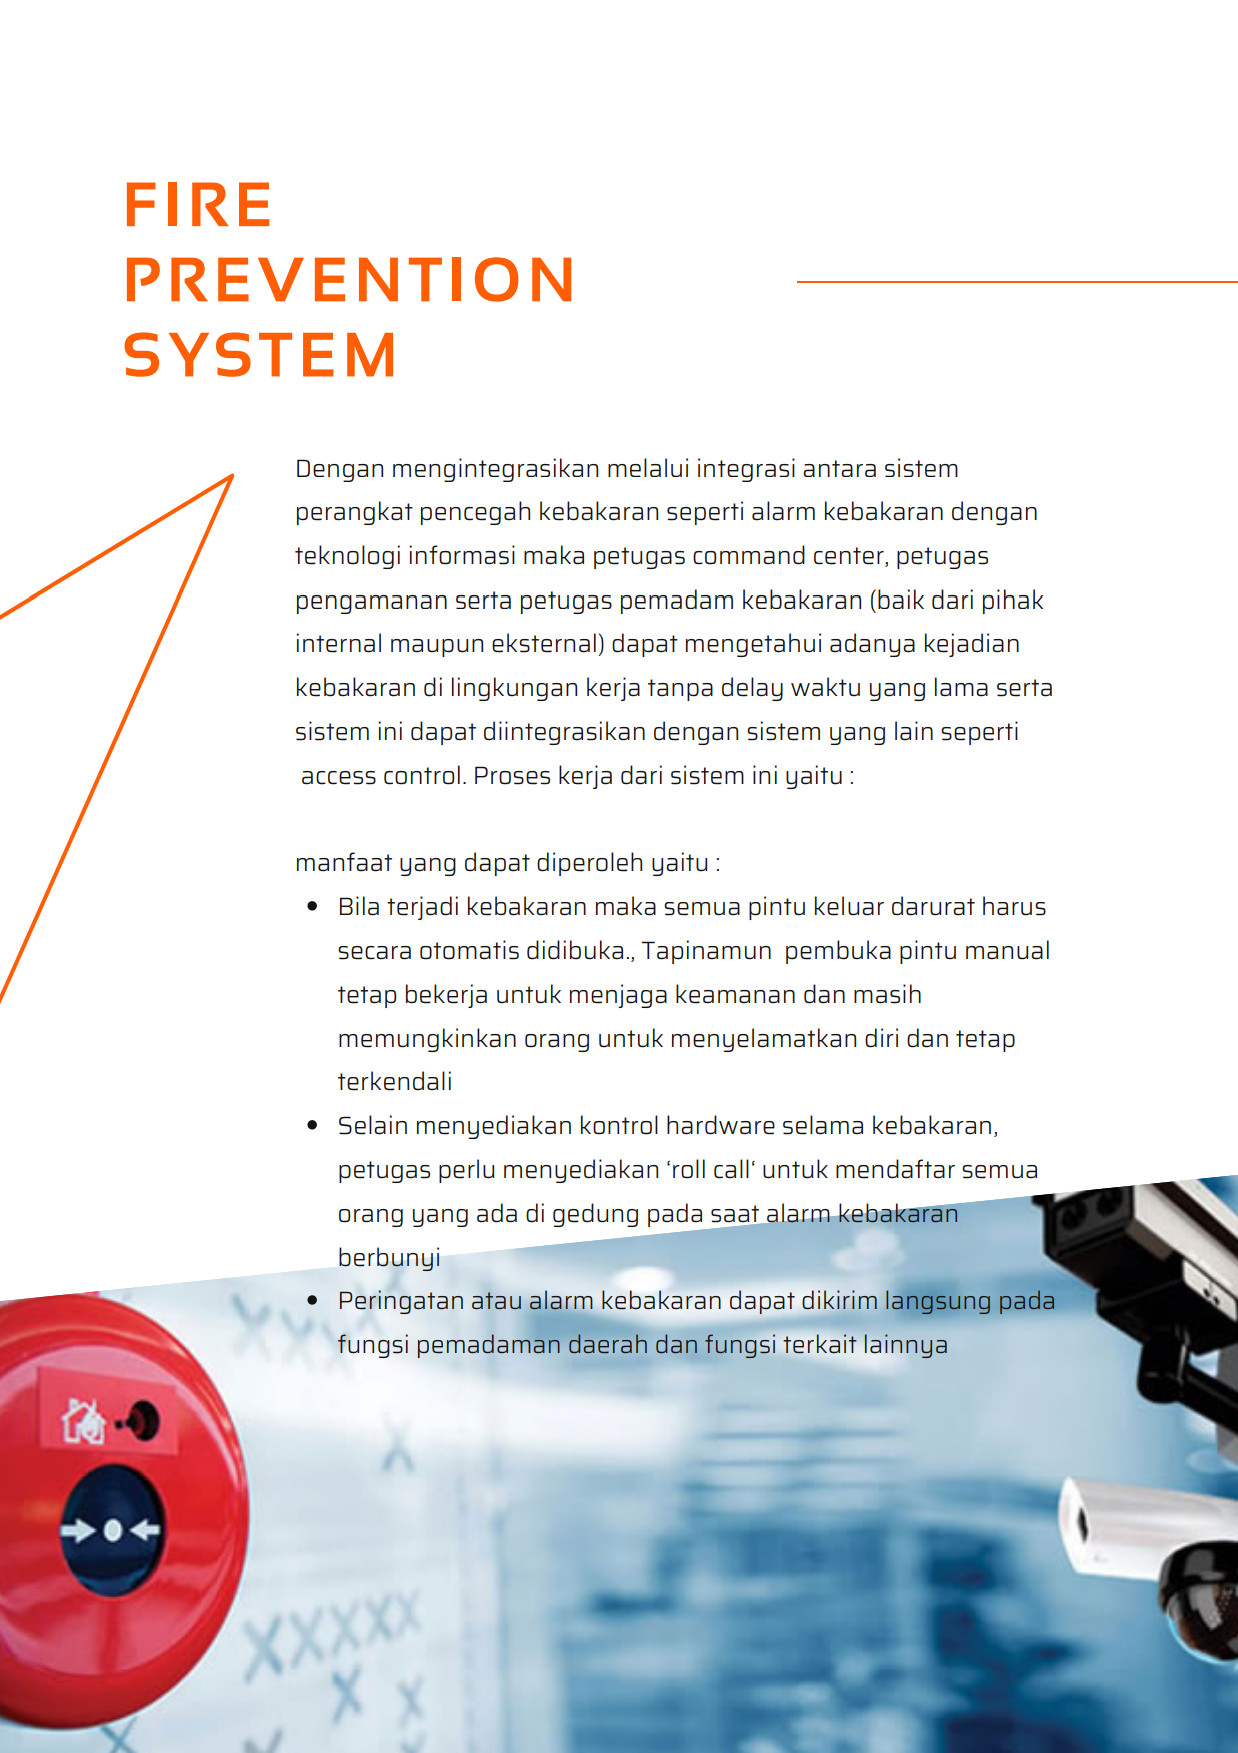 FIRE
PREVENTION
SYSTEM
Dengan mengintegrasikan melalui integrasi antara sistem
perangkat pencegah kebakaran seperti alarm kebakaran dengan
teknologi informasi maka petugas command center, petugas
pengamanan serta petugas pemadam kebakaran (baik dari pihak
internal maupun eksternal) dapat mengetahui adanya kejadian
kebakaran di lingkungan kerja tanpa delay waktu yang lama serta
sistem ini dapat diintegrasikan dengan sistem yang lain seperti
access control. Proses kerja dari sistem ini yaitu :
manfaat yang dapat diperoleh yaitu :
• Bila terjadi kebakaran maka semua pintu keluar darurat harus
secara otomatis didibuka., Tapinamun  pembuka pintu manual
tetap bekerja untuk menjaga keamanan dan masih
memungkinkan orang untuk menyelamatkan diri dan tetap
terkendali
• Selain menyediakan kontrol hardware selama kebakaran,
petugas perlu menyediakan ‘roll call‘ untuk mendaftar semua
orang yang ada di gedung pada saat alarm kebakaran
berbunyi
• Peringatan atau alarm kebakaran dapat dikirim langsung pada
fungsi pemadaman daerah dan fungsi terkait lainnya
XXXX
X
XXXXX
X X
X